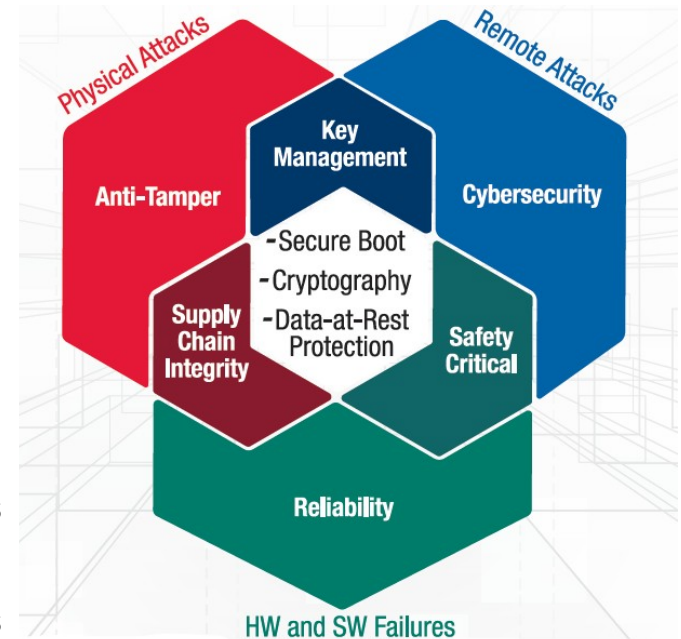 Physical Attacks
Remote Attacks
Key
Management
Anti-Tamper
Cybersecurity
-Secure Boot
-Cryptography
-Data-at-Rest
Protection
Supply
Chain
Integrity
Safety
Critical
Reliability
HW and SW Failures